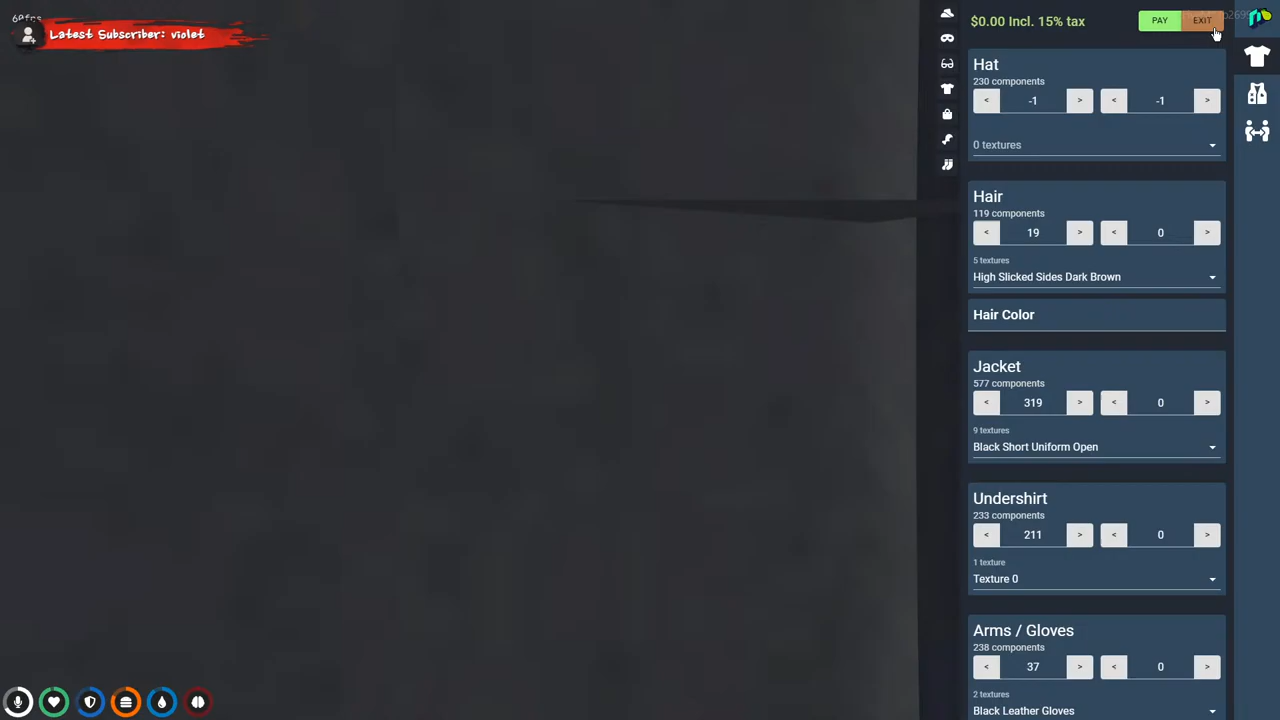 60fps
Latest Subscriber: violet
$0.00 Incl. 15% tax
PAY
EXIT
Hat
230 components
< -1 > < -1 >
0 textures
Hair
119 components
< 19 > < 0 >
5 textures
High Slicked Sides Dark Brown
Hair Color
Jacket
577 components
< 319 > < 0 >
9 textures
Black Short Uniform Open
Undershirt
233 components
< 211 > < 0 >
1 texture
Texture 0
Arms / Gloves
238 components
< 37 > < 0 >
2 textures
Black Leather Gloves